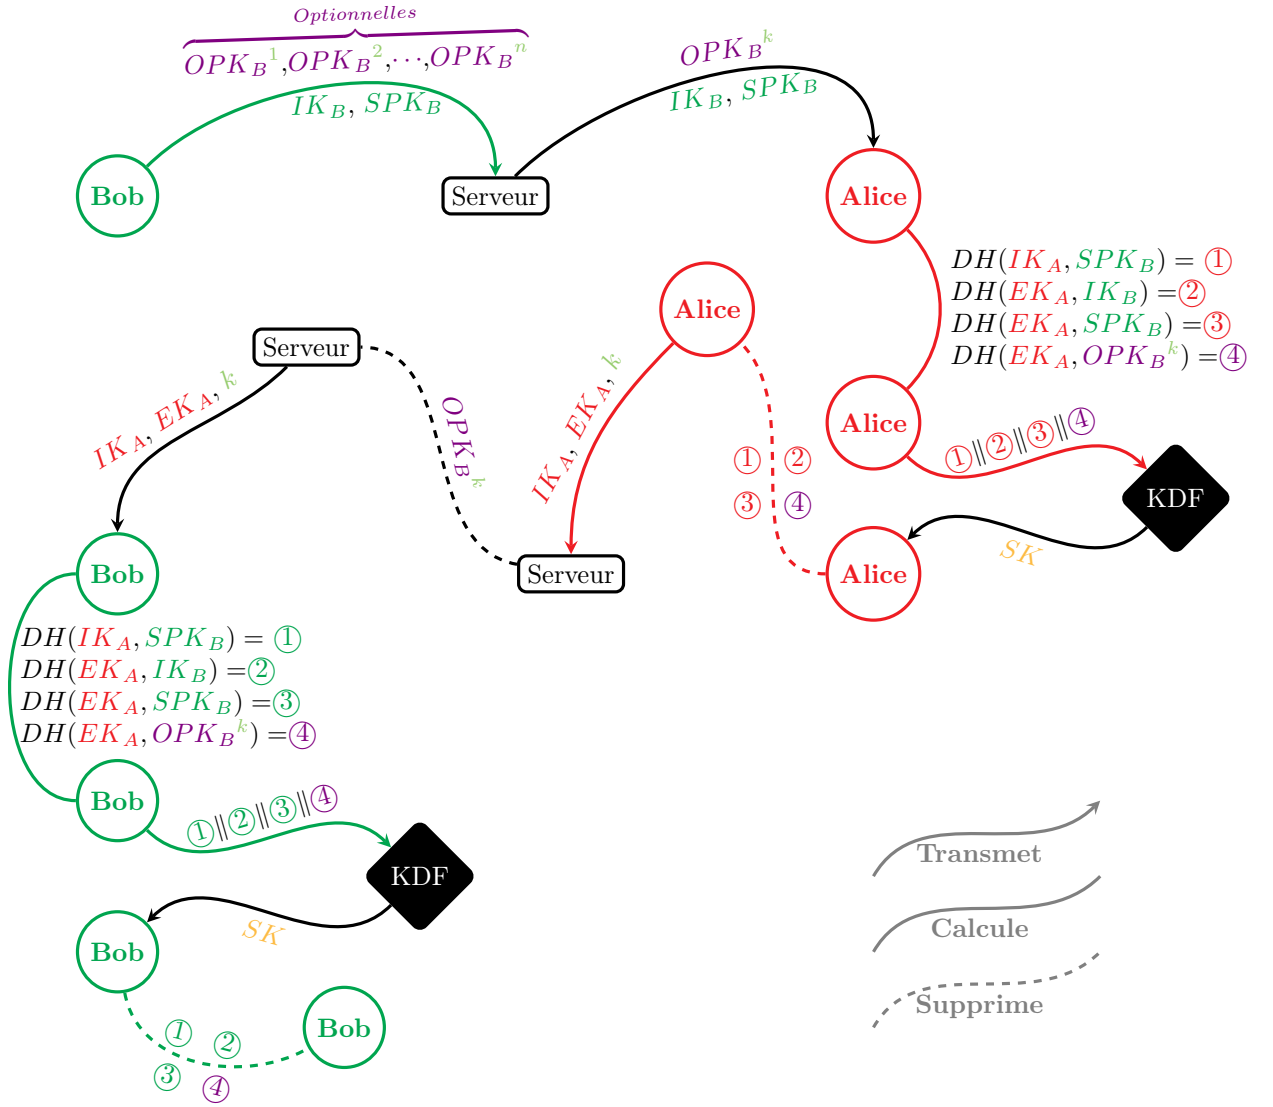 Optionnelles
OPK_B^1,OPK_B^2,⋯,OPK_B^n
IK_B, SPK_B
OPK_B^k
IK_B, SPK_B
Bob
Serveur
Alice
DH(IK_A, SPK_B) = ①
DH(EK_A, IK_B) =②
DH(EK_A, SPK_B) =③
DH(EK_A, OPK_B^k) =④
Alice
Serveur
IK_A, EK_A, k
OPK_B^k
IK_A, EK_A, k
Alice
①∥②∥③∥④
KDF
SK
① ②
③ ④
Alice
Serveur
Bob
DH(IK_A, SPK_B) = ①
DH(EK_A, IK_B) =②
DH(EK_A, SPK_B) =③
DH(EK_A, OPK_B^k) =④
Bob
①∥②∥③∥④
KDF
SK
Bob
① ②
③ ④
Bob
Transmet
Calcule
Supprime